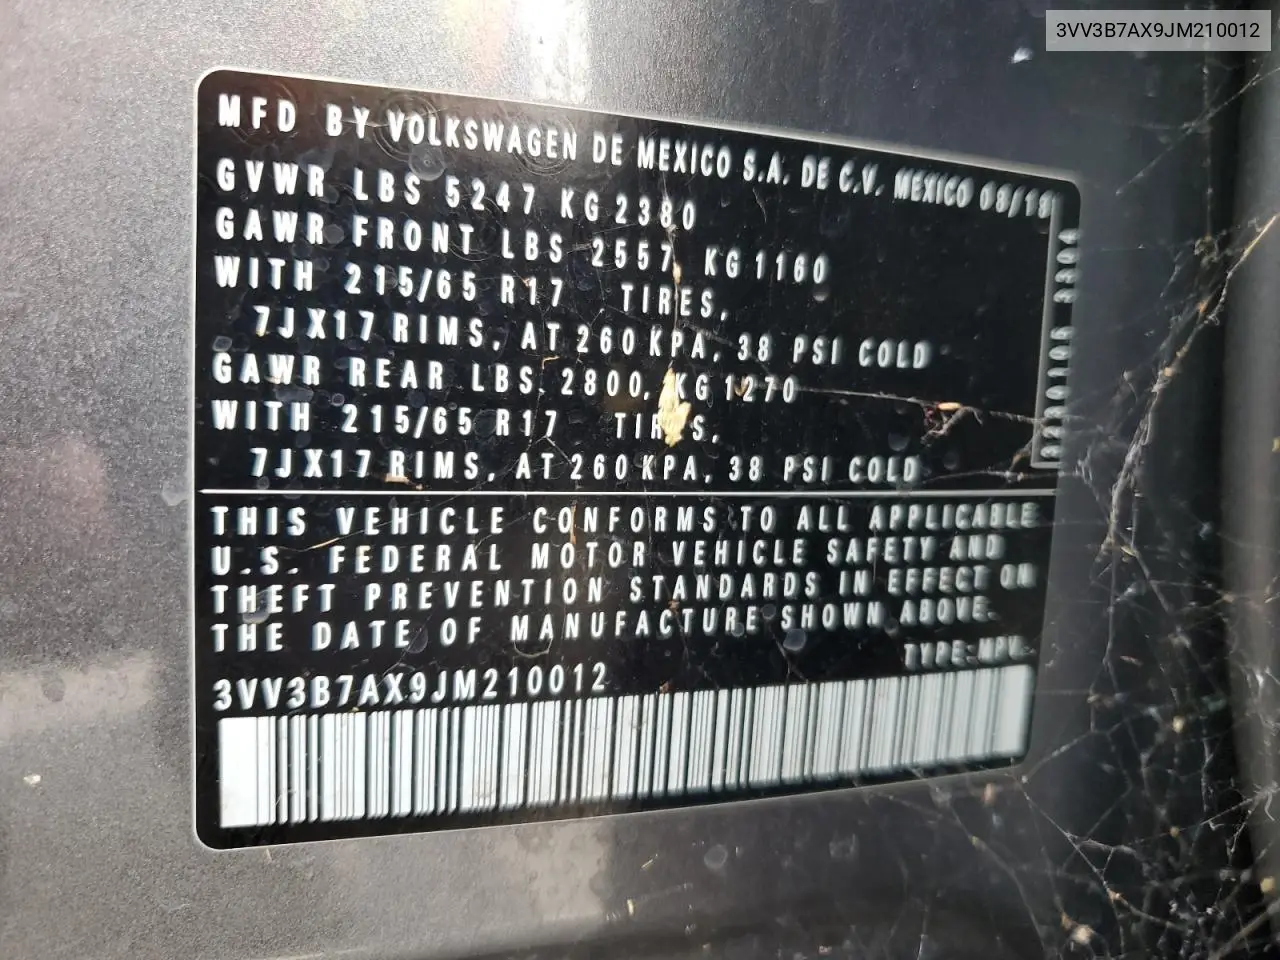 3VV3B7AX9JM210012
MFD BY VOLKSWAGEN DE MEXICO S.A. DE C.V. MEXICO 08/18
GVWR LBS 5247 KG 2380
GAWR FRONT LBS 2557 KG 1160
WITH 215/65 R17 TIRES,
7JX17 RIMS, AT 260 KPA, 38 PSI COLD
GAWR REAR LBS 2800, KG 1270
WITH 215/65 R17 TIRES,
7JX17 RIMS, AT 260 KPA, 38 PSI COLD
THIS VEHICLE CONFORMS TO ALL APPLICABLE
U.S. FEDERAL MOTOR VEHICLE SAFETY AND
THEFT PREVENTION STANDARDS IN EFFECT ON
THE DATE OF MANUFACTURE SHOWN ABOVE.
TYPE:MPV
3VV3B7AX9JM210012